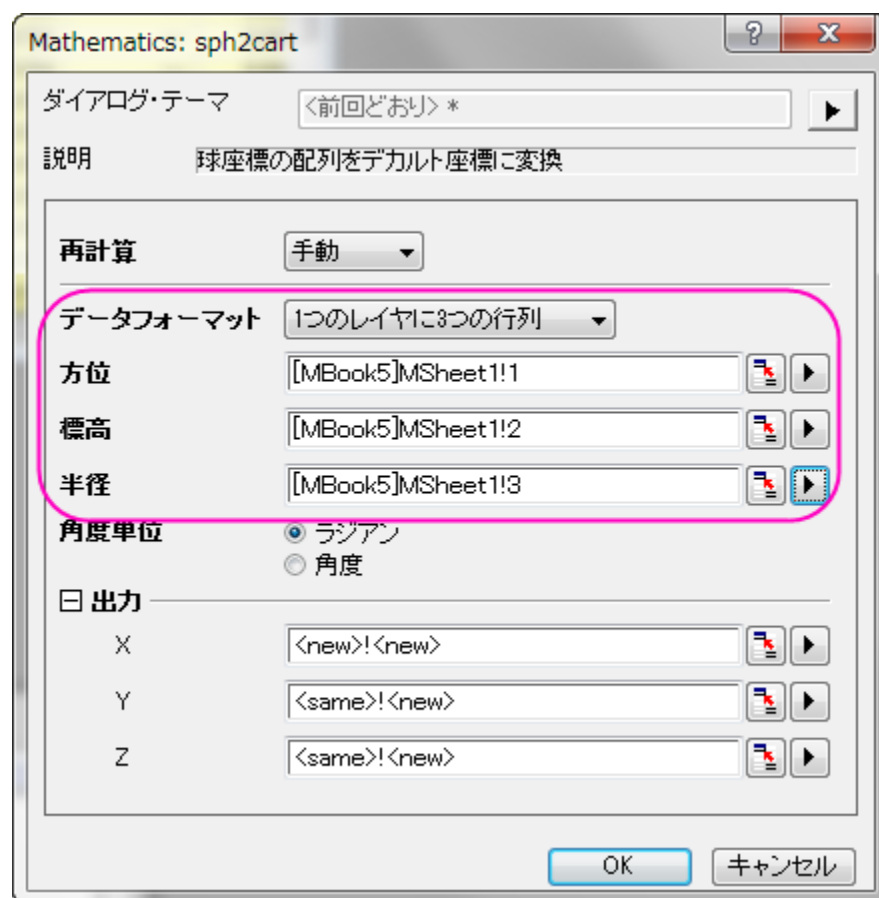 Mathematics: sph2cart
ダイアログ・テーマ <前回どおり> *
説明 球座標の配列をデカルト座標に変換
再計算 手動
データフォーマット 1つのレイヤに3つの行列
方位 [MBook5]MSheet1!1
標高 [MBook5]MSheet1!2
半径 [MBook5]MSheet1!3
角度単位 ラジアン
角度
出力
X <new>!<new>
Y <same>!<new>
Z <same>!<new>
OK キャンセル